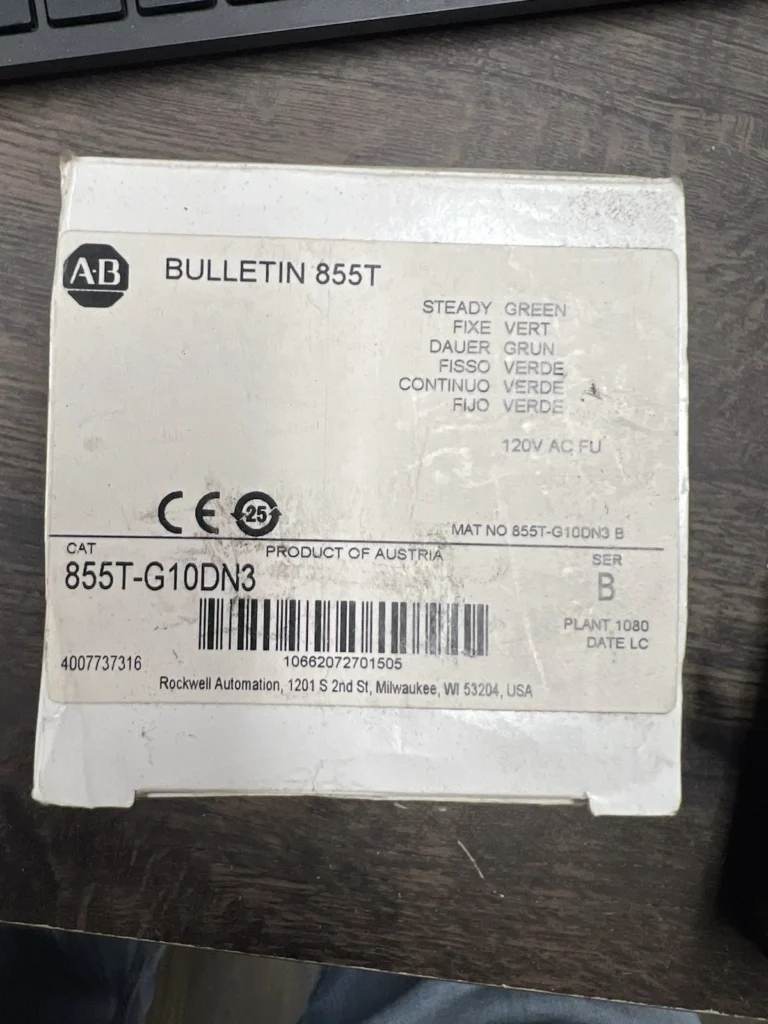 A·B
BULLETIN 855T
STEADY GREEN
FIXE VERT
DAUER GRUN
FISSO VERDE
CONTINUO VERDE
FIJO VERDE
120V AC FU
CE 25
MAT NO 855T-G10DN3 B
CAT
PRODUCT OF AUSTRIA
SER
855T-G10DN3
B
PLANT 1080
DATE LC
4007737316
10662072701505
Rockwell Automation, 1201 S 2nd St, Milwaukee, WI 53204, USA